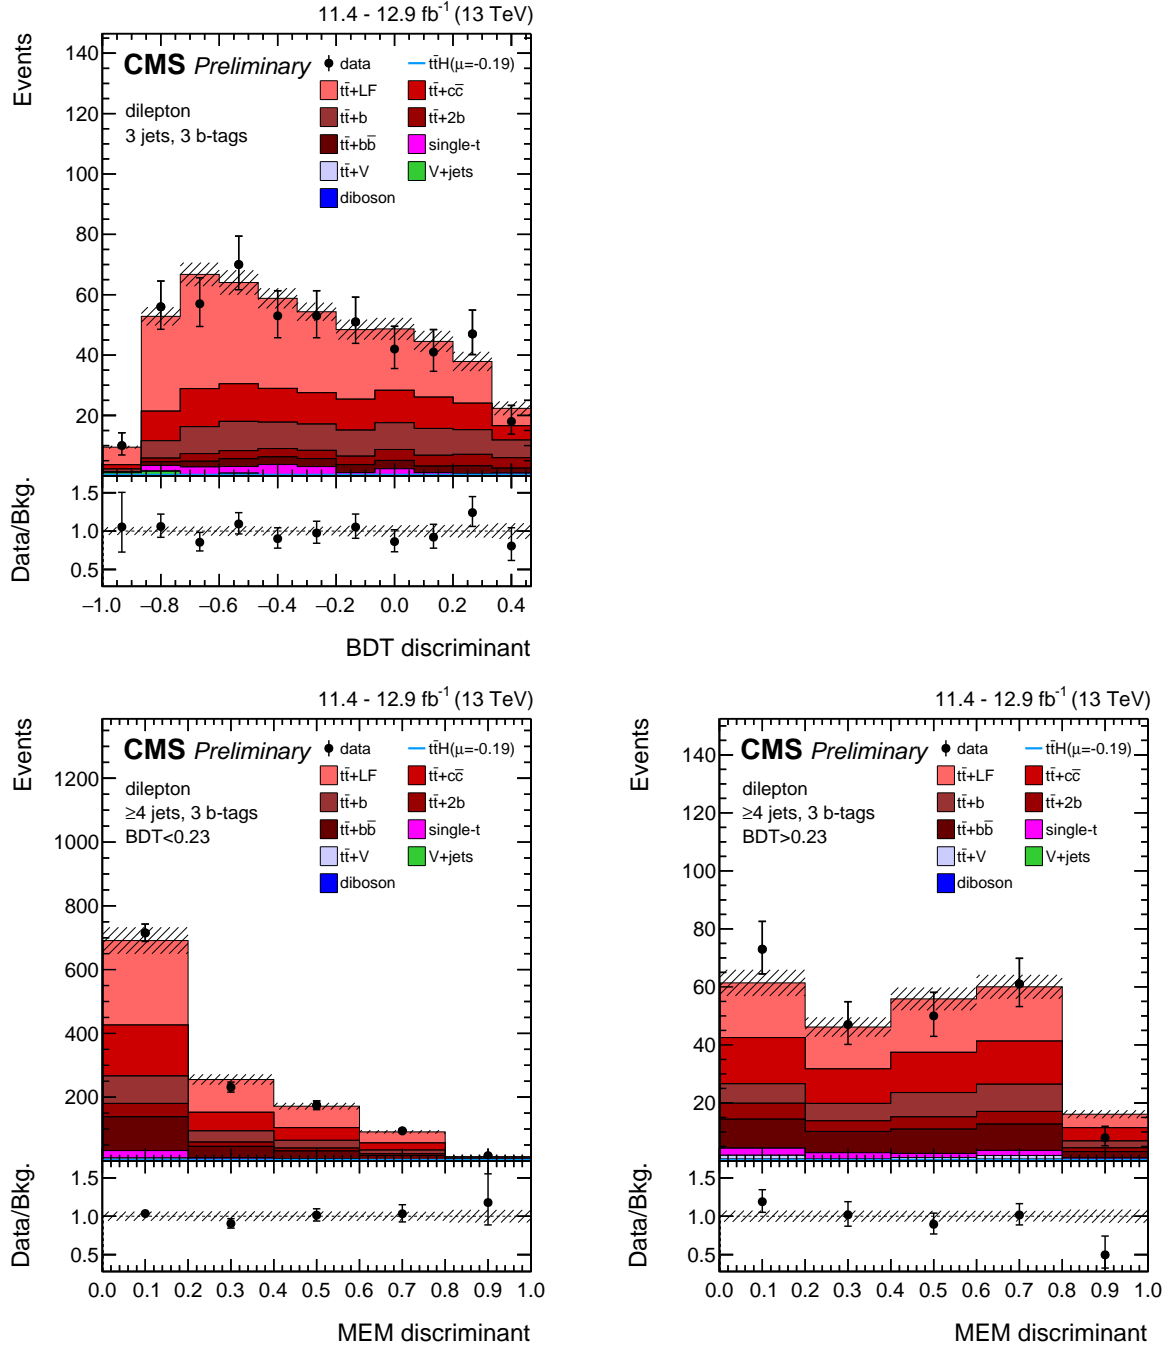 11.4 - 12.9 fb⁻¹ (13 TeV)
Events
140
120
100
80
60
40
20
CMS Preliminary
dilepton
3 jets, 3 b-tags
data
tt̄H(μ=-0.19)
tt̄+LF
tt̄+cc̄
tt̄+b
tt̄+2b
tt̄+bb̄
single-t
tt̄+V
V+jets
diboson
Data/Bkg.
1.5
1.0
0.5
−1.0 −0.8 −0.6 −0.4 −0.2 0.0 0.2 0.4
BDT discriminant
11.4 - 12.9 fb⁻¹ (13 TeV)
Events
1200
1000
800
600
400
200
CMS Preliminary
dilepton
≥4 jets, 3 b-tags
BDT<0.23
data
tt̄H(μ=-0.19)
tt̄+LF
tt̄+cc̄
tt̄+b
tt̄+2b
tt̄+bb̄
single-t
tt̄+V
V+jets
diboson
Data/Bkg.
1.5
1.0
0.5
0.0 0.1 0.2 0.3 0.4 0.5 0.6 0.7 0.8 0.9 1.0
MEM discriminant
11.4 - 12.9 fb⁻¹ (13 TeV)
Events
140
120
100
80
60
40
20
CMS Preliminary
dilepton
≥4 jets, 3 b-tags
BDT>0.23
data
tt̄H(μ=-0.19)
tt̄+LF
tt̄+cc̄
tt̄+b
tt̄+2b
tt̄+bb̄
single-t
tt̄+V
V+jets
diboson
Data/Bkg.
1.5
1.0
0.5
0.0 0.1 0.2 0.3 0.4 0.5 0.6 0.7 0.8 0.9 1.0
MEM discriminant